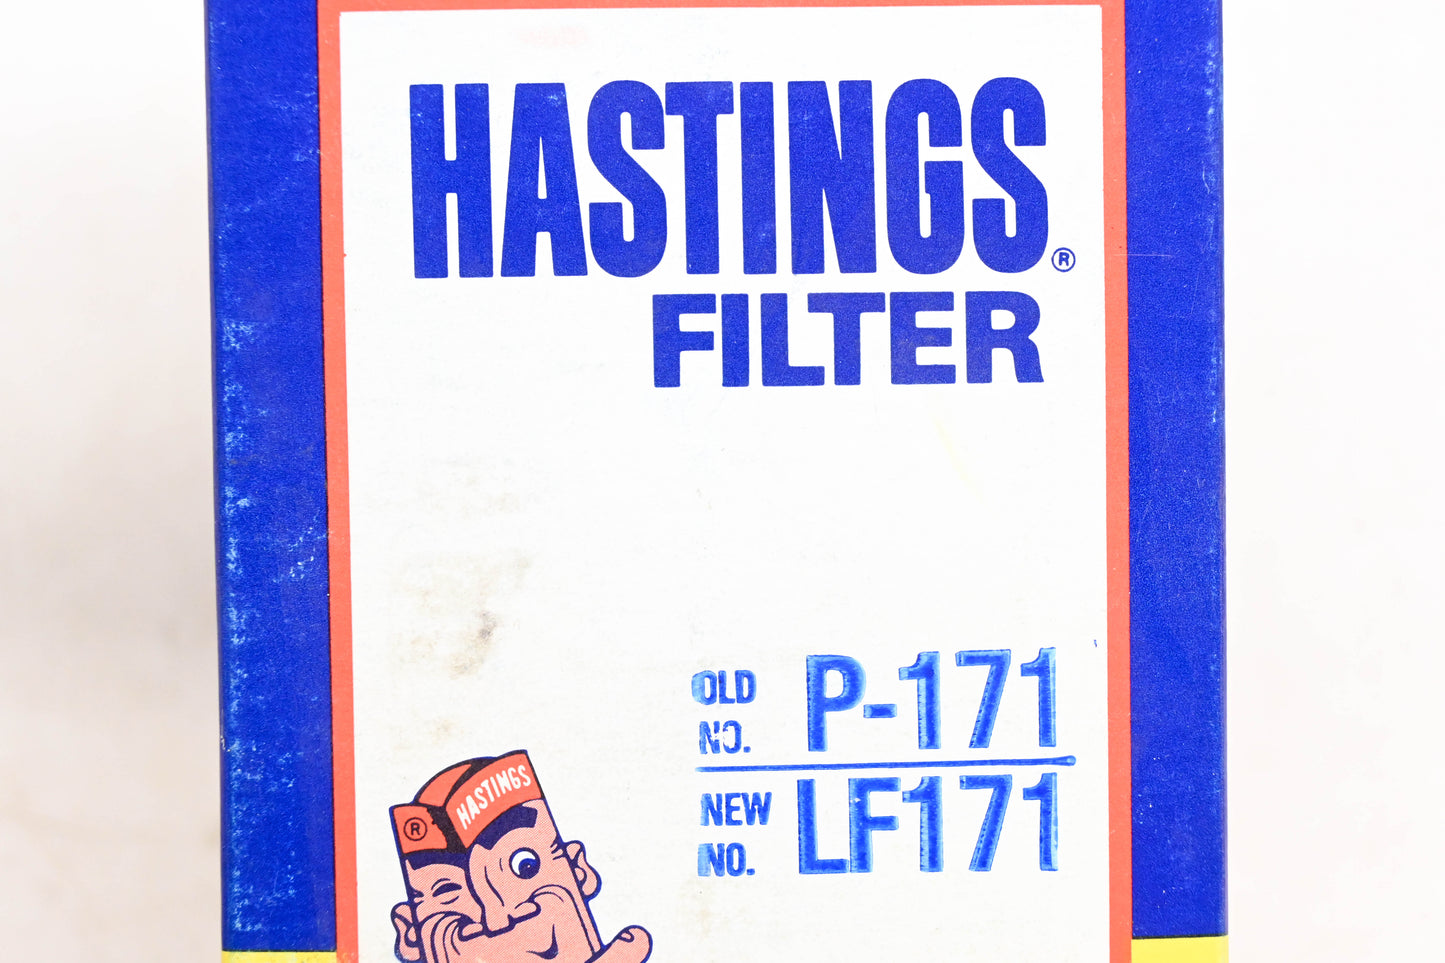 HASTINGS®
FILTER
OLD NO. P-171
NEW NO. LF171
® HASTINGS